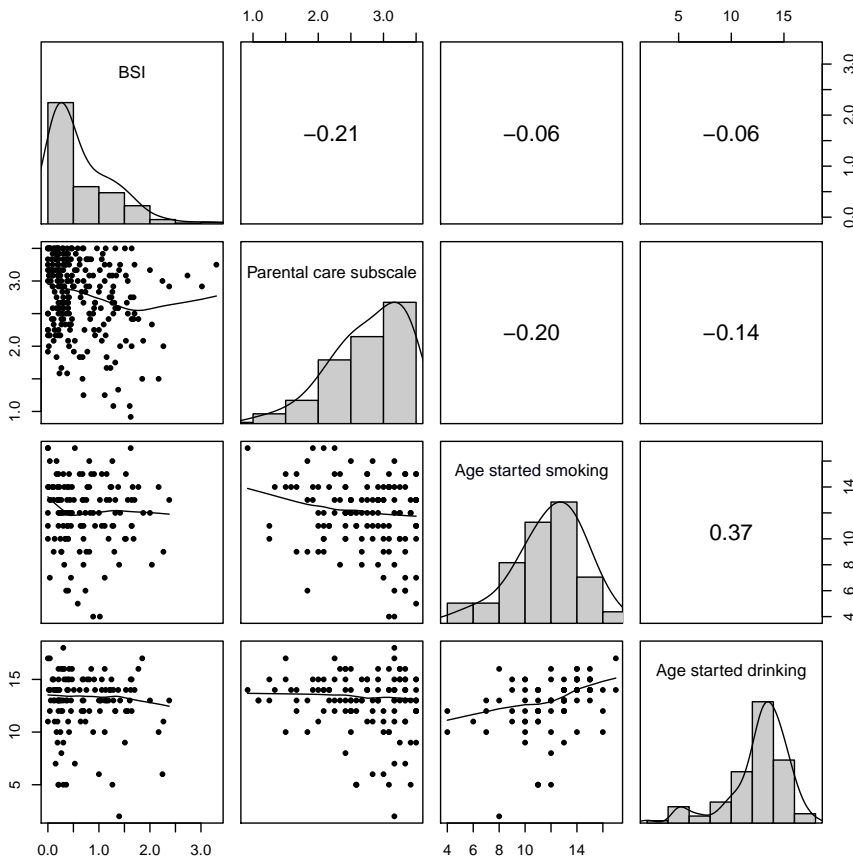 1.0 2.0 3.0 5 10 15
BSI
−0.21
−0.06
−0.06
0.0 1.0 2.0 3.0
1.0 2.0 3.0
Parental care subscale
−0.20
−0.14
Age started smoking
0.37
4 6 8 10 14
5 10 15
Age started drinking
0.0 1.0 2.0 3.0 4 6 8 10 14